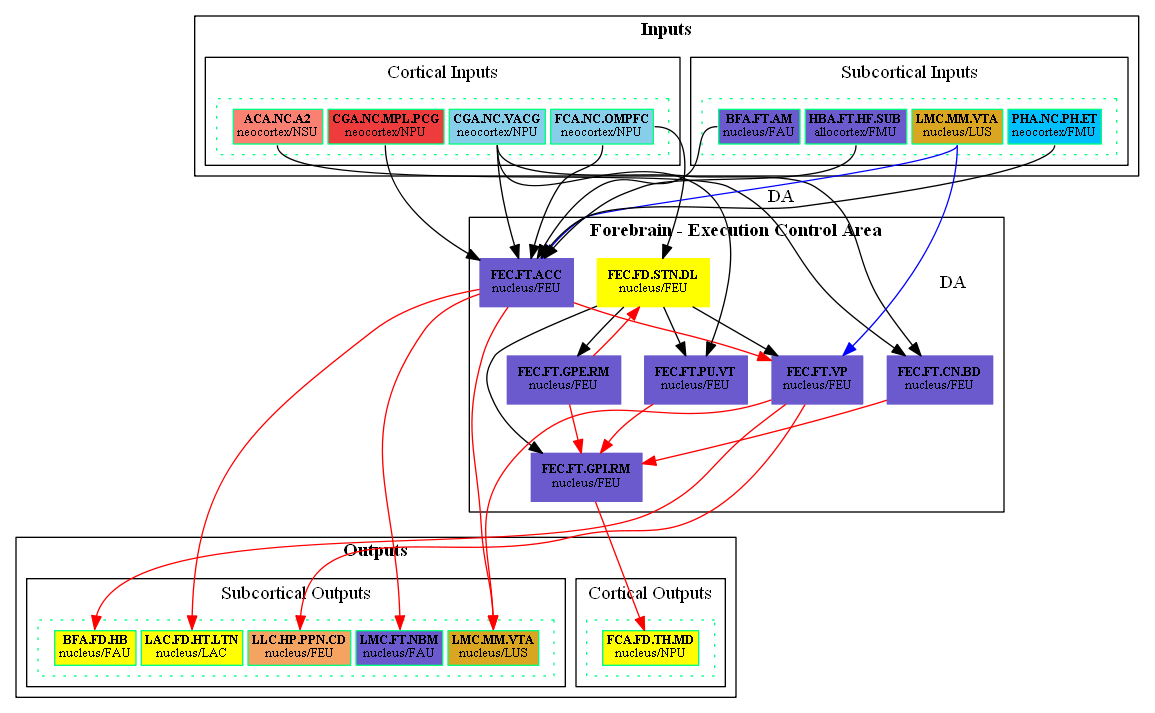 Inputs
Cortical Inputs
Subcortical Inputs
ACA.NC.A2
neocortex/NSU
CGA.NC.MPL.PCG
neocortex/NPU
CGA.NC.VACG
neocortex/NPU
FCA.NC.OMPFC
neocortex/NPU
BFA.FT.AM
nucleus/FAU
HBA.FT.HF.SUB
allocortex/FMU
LMC.MM.VTA
nucleus/LUS
PHA.NC.PH.ET
neocortex/FMU
DA
Forebrain - Execution Control Area
FEC.FT.ACC
nucleus/FEU
FEC.FD.STN.DL
nucleus/FEU
DA
FEC.FT.GPE.RM
nucleus/FEU
FEC.FT.PU.VT
nucleus/FEU
FEC.FT.VP
nucleus/FEU
FEC.FT.CN.BD
nucleus/FEU
FEC.FT.GPI.RM
nucleus/FEU
Outputs
Subcortical Outputs
Cortical Outputs
BFA.FD.HB
nucleus/FAU
LAC.FD.HT.LTN
nucleus/LAC
LLC.HP.PPN.CD
nucleus/FEU
LMC.FT.NBM
nucleus/FAU
LMC.MM.VTA
nucleus/LUS
FCA.FD.TH.MD
nucleus/NPU